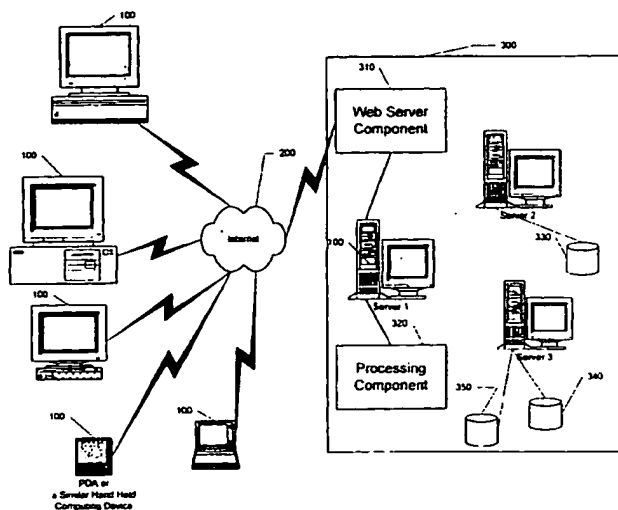 100
300
310
Web Server
Component
100
200
Internet
Server 2
330
100
100
Server 1
320
Server 3
Processing
Component
350
340
100
100
PDA or
a Similar Hand Held
Computing Device